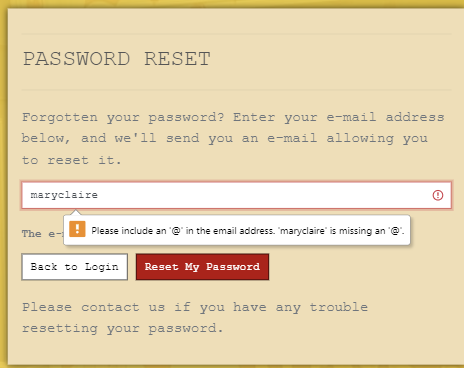 PASSWORD RESET
Forgotten your password? Enter your e-mail address
below, and we'll send you an e-mail allowing you
to reset it.
maryclaire
Please include an '@' in the email address. 'maryclaire' is missing an '@'.
The
Back to Login
Reset My Password
Please contact us if you have any trouble
resetting your password.